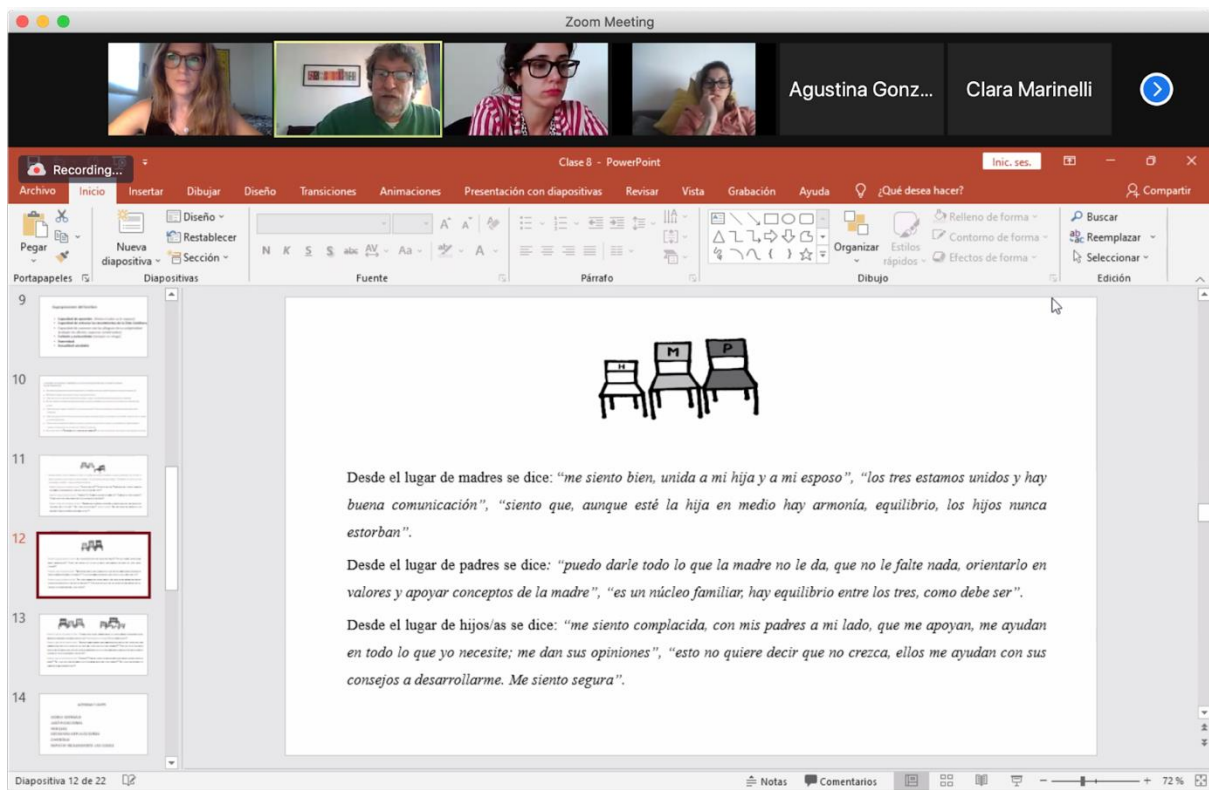 Zoom Meeting
Agustina Gonz...
Clara Marinelli
Recording...
Clase 8 - PowerPoint
Inic. ses.
Archivo Inicio Insertar Dibujar Diseño Transiciones Animaciones Presentación con diapositivas Revisar Vista Grabación Ayuda ¿Qué desea hacer? Compartir
Pegar
Nueva diapositiva
Diseño
Restablecer
Sección
N K S S abc AV Aa A
Organizar
Estilos rápidos
Relleno de forma
Contorno de forma
Efectos de forma
Buscar
Reemplazar
Seleccionar
Portapapeles Diapositivas Fuente Párrafo Dibujo Edición
9
10
11
12
13
14
H M P
Desde el lugar de madres se dice: “me siento bien, unida a mi hija y a mi esposo”, “los tres estamos unidos y hay
buena comunicación”, “siento que, aunque esté la hija en medio hay armonía, equilibrio, los hijos nunca
estorban”.
Desde el lugar de padres se dice: “puedo darle todo lo que la madre no le da, que no le falte nada, orientarlo en
valores y apoyar conceptos de la madre”, “es un núcleo familiar, hay equilibrio entre los tres, como debe ser”.
Desde el lugar de hijos/as se dice: “me siento complacida, con mis padres a mi lado, que me apoyan, me ayudan
en todo lo que yo necesite; me dan sus opiniones”, “esto no quiere decir que no crezca, ellos me ayudan con sus
consejos a desarrollarme. Me siento segura”.
Diapositiva 12 de 22
Notas
Comentarios
72 %